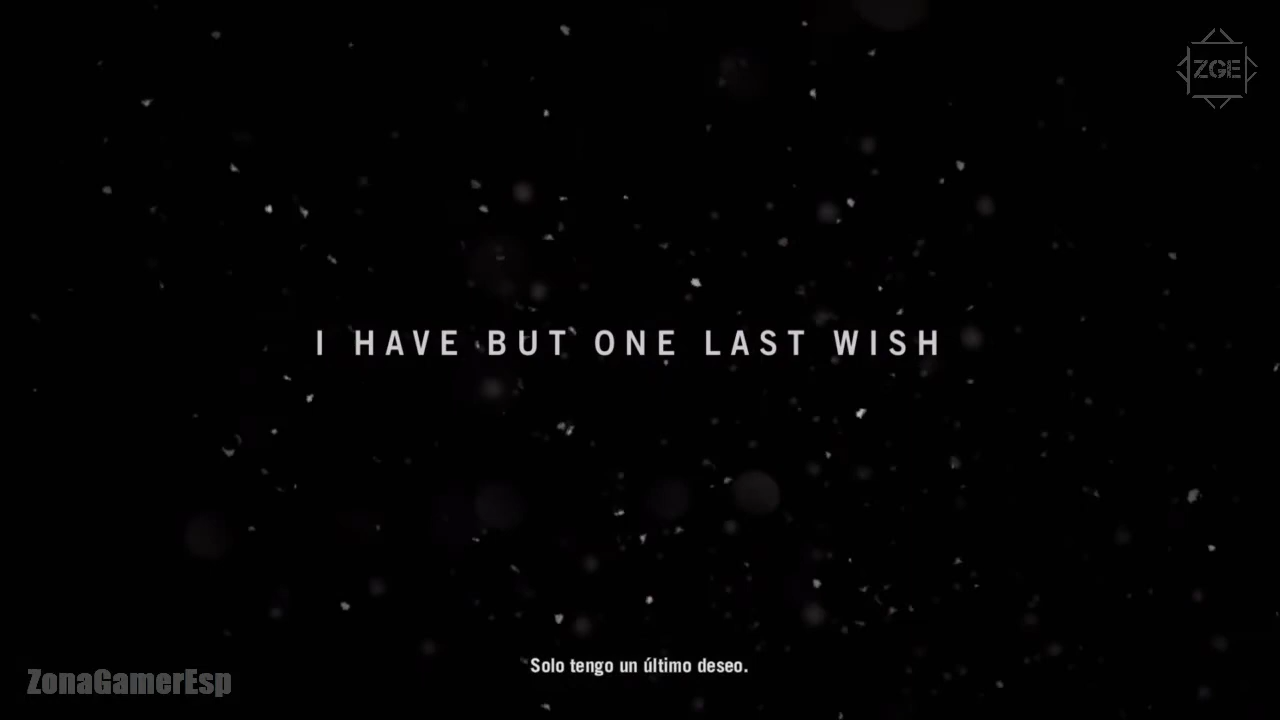 ZGE
I HAVE BUT ONE LAST WISH
Solo tengo un último deseo.
ZonaGamerEsp